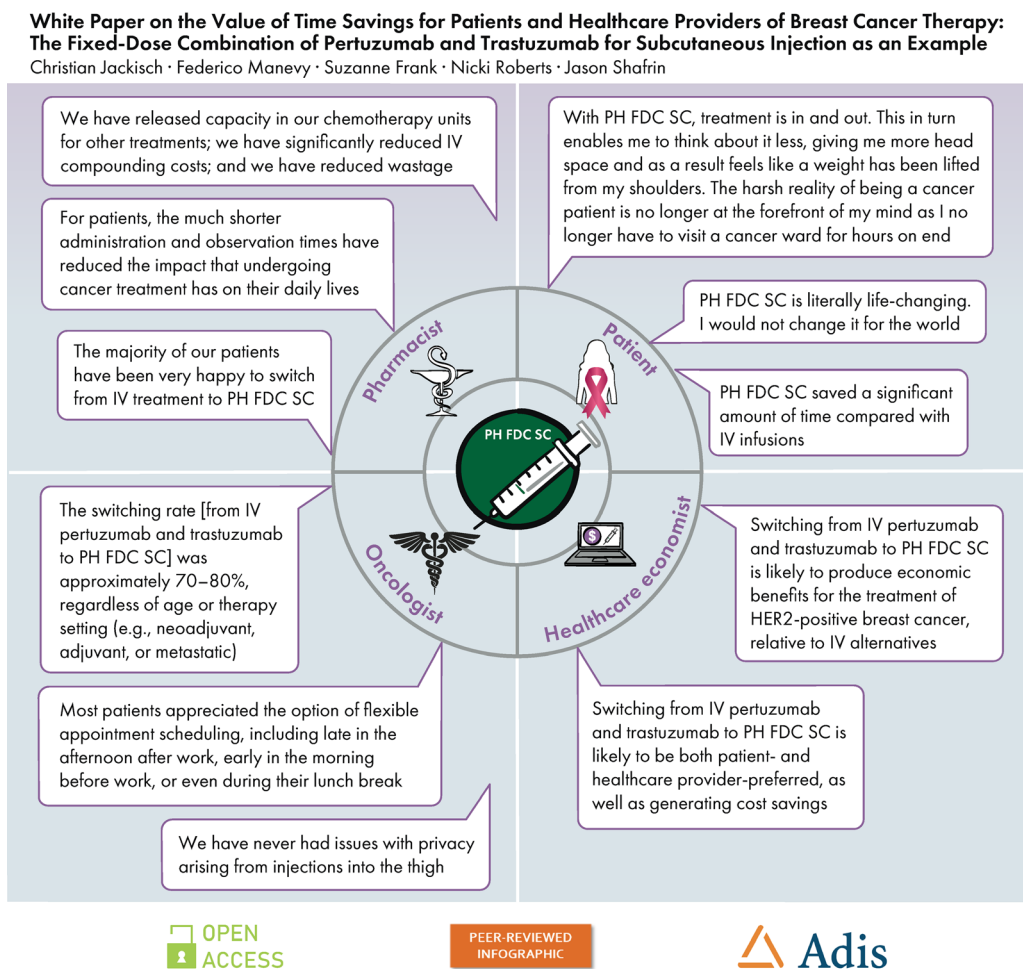 White Paper on the Value of Time Savings for Patients and Healthcare Providers of Breast Cancer Therapy:
The Fixed-Dose Combination of Pertuzumab and Trastuzumab for Subcutaneous Injection as an Example
Christian Jackisch · Federico Manevy · Suzanne Frank · Nicki Roberts · Jason Shafrin
We have released capacity in our chemotherapy units
for other treatments; we have significantly reduced IV
compounding costs; and we have reduced wastage
For patients, the much shorter
administration and observation times have
reduced the impact that undergoing
cancer treatment has on their daily lives
The majority of our patients
have been very happy to switch
from IV treatment to PH FDC SC
With PH FDC SC, treatment is in and out. This in turn
enables me to think about it less, giving me more head
space and as a result feels like a weight has been lifted
from my shoulders. The harsh reality of being a cancer
patient is no longer at the forefront of my mind as I no
longer have to visit a cancer ward for hours on end
PH FDC SC is literally life-changing.
I would not change it for the world
PH FDC SC saved a significant
amount of time compared with
IV infusions
Pharmacist
Patient
PH FDC SC
$
Oncologist
Healthcare economist
The switching rate [from IV
pertuzumab and trastuzumab
to PH FDC SC] was
approximately 70–80%,
regardless of age or therapy
setting (e.g., neoadjuvant,
adjuvant, or metastatic)
Most patients appreciated the option of flexible
appointment scheduling, including late in the
afternoon after work, early in the morning
before work, or even during their lunch break
We have never had issues with privacy
arising from injections into the thigh
Switching from IV pertuzumab
and trastuzumab to PH FDC SC
is likely to produce economic
benefits for the treatment of
HER2-positive breast cancer,
relative to IV alternatives
Switching from IV pertuzumab
and trastuzumab to PH FDC SC is
likely to be both patient- and
healthcare provider-preferred, as
well as generating cost savings
OPEN
ACCESS
PEER-REVIEWED
INFOGRAPHIC
Adis